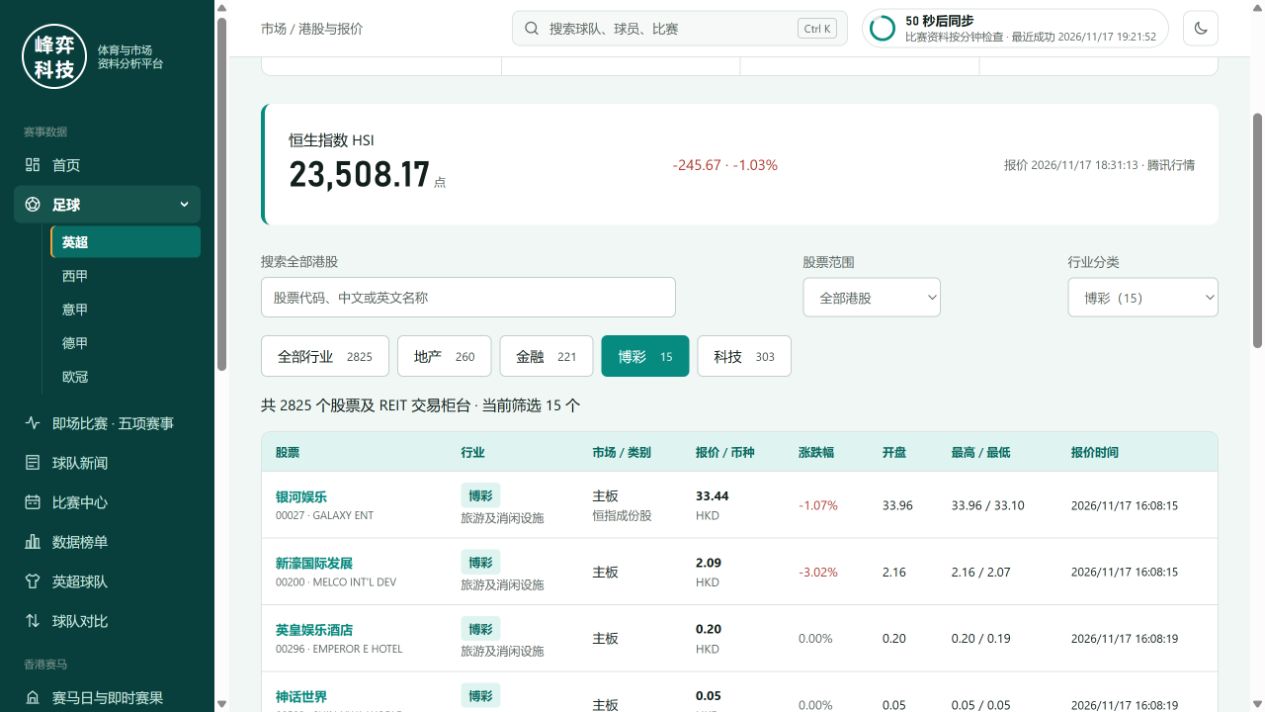 峰弈
科技
体育与市场
资料分析平台
赛事数据
首页
足球
英超
西甲
意甲
德甲
欧冠
即场比赛 · 五项赛事
球队新闻
比赛中心
数据榜单
英超球队
球队对比
香港赛马
赛马日与即时赛果
市场 / 港股与报价
搜索球队、球员、比赛
Ctrl K
50 秒后同步
比赛资料按分钟检查 · 最近成功 2026/11/17 19:21:52
恒生指数 HSI
23,508.17 点
-245.67 · -1.03%
报价 2026/11/17 18:31:13 · 腾讯行情
搜索全部港股
股票代码、中文或英文名称
股票范围
全部港股
行业分类
博彩（15）
全部行业 2825
地产 260
金融 221
博彩 15
科技 303
共 2825 个股票及 REIT 交易柜台 · 当前筛选 15 个
股票 行业 市场 / 类别 报价 / 币种 涨跌幅 开盘 最高 / 最低 报价时间
银河娱乐 博彩 主板 33.44 -1.07% 33.96 33.96 / 33.10 2026/11/17 16:08:15
00027 · GALAXY ENT 旅游及消闲设施 恒指成份股 HKD
新濠国际发展 博彩 主板 2.09 -3.02% 2.16 2.16 / 2.07 2026/11/17 16:08:15
00200 · MELCO INT'L DEV 旅游及消闲设施 HKD
英皇娱乐酒店 博彩 主板 0.20 0.00% 0.20 0.20 / 0.19 2026/11/17 16:08:19
00296 · EMPEROR E HOTEL 旅游及消闲设施 HKD
神话世界 博彩 主板 0.05 0.00% 0.05 0.05 / 0.05 2026/11/17 16:08:19